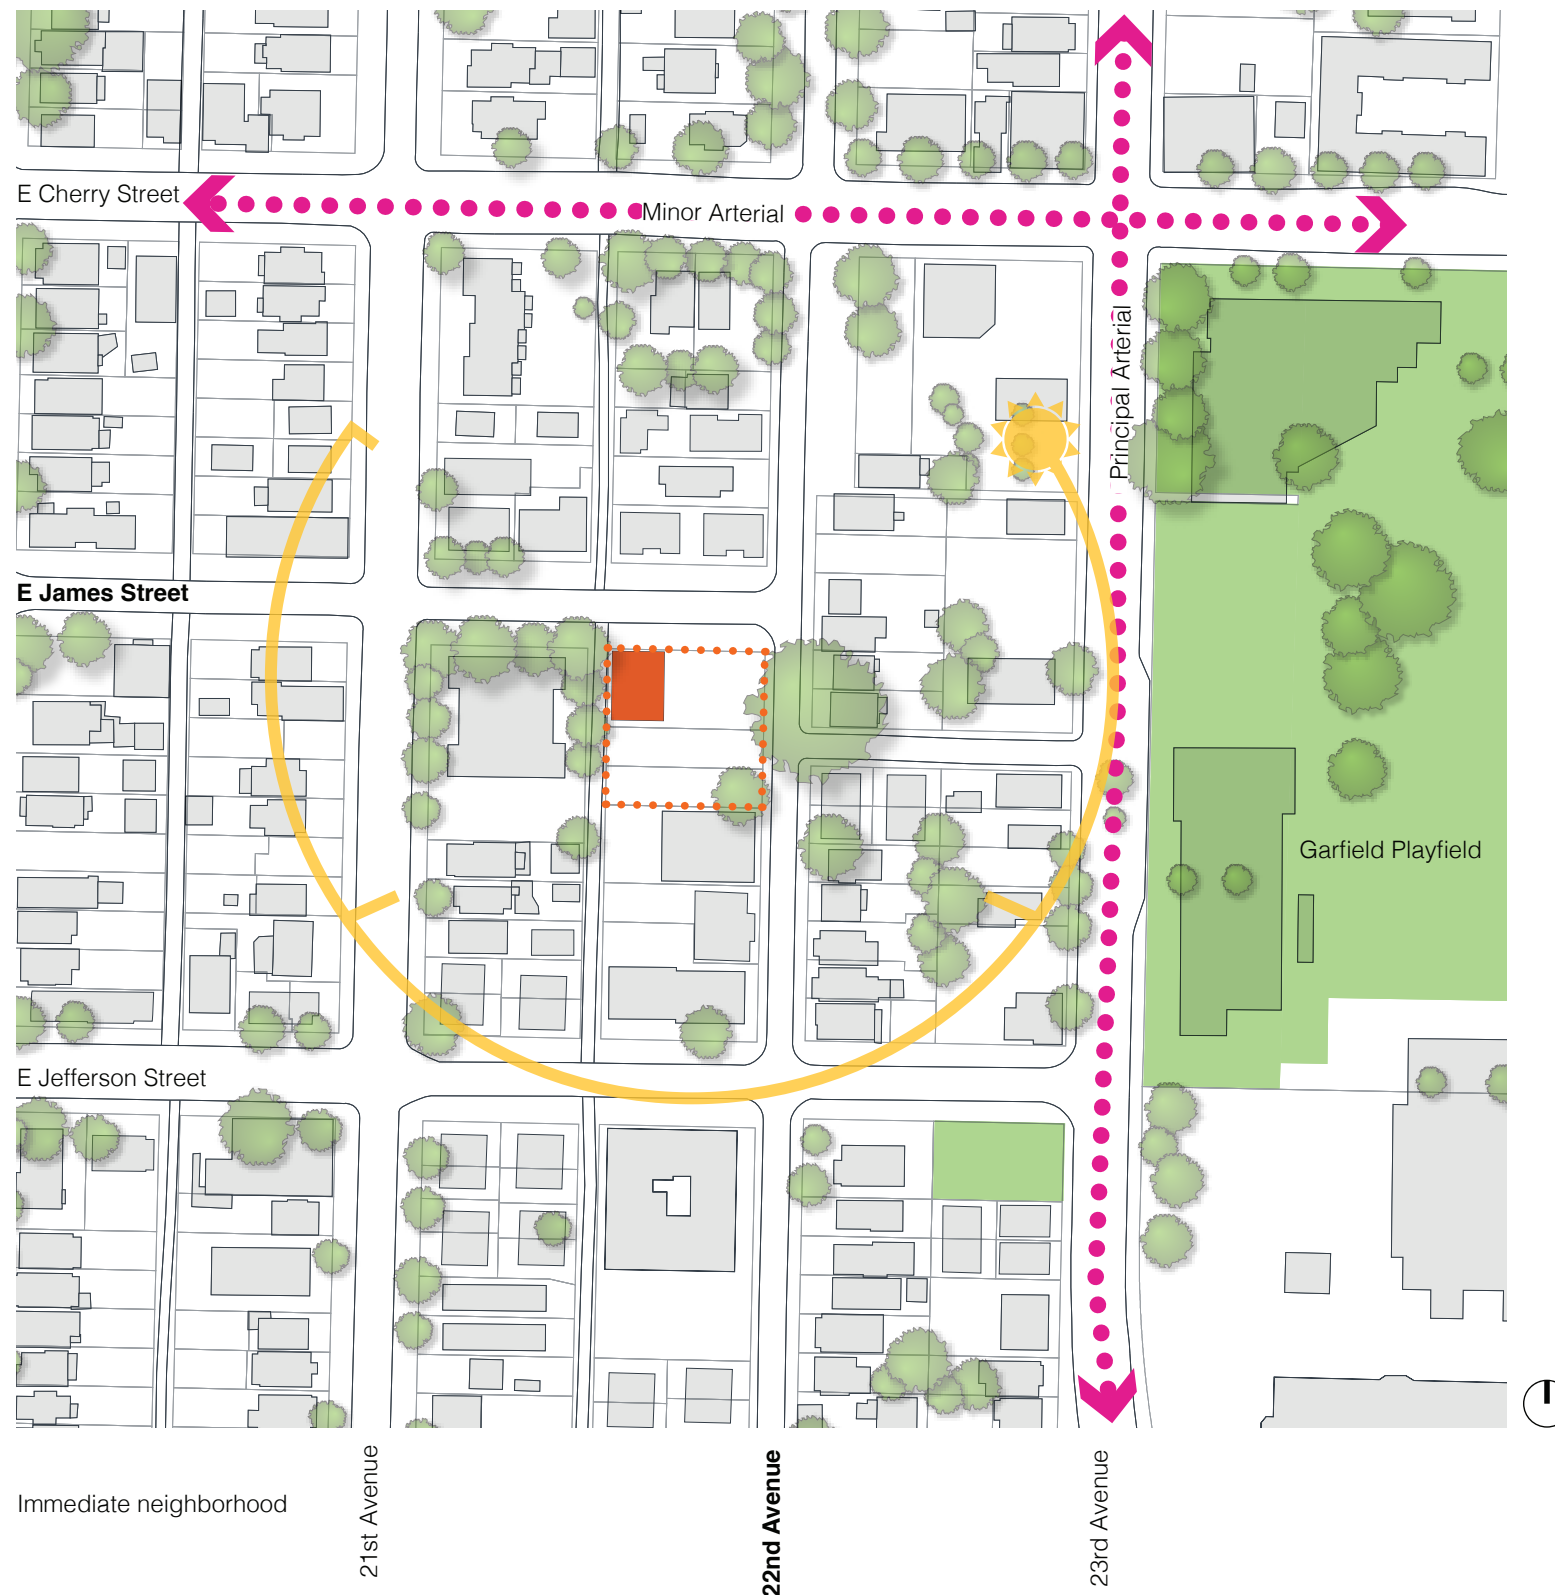 E Cherry Street
Minor Arterial
Principal Arterial
E James Street
Garfield Playfield
E Jefferson Street
Immediate neighborhood
21st Avenue
22nd Avenue
23rd Avenue